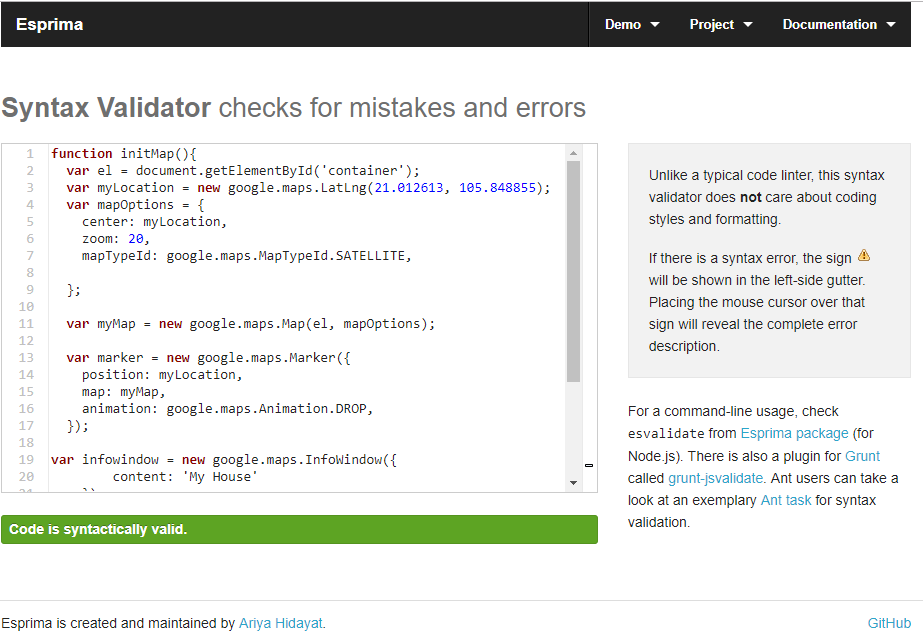 Esprima
Demo
Project
Documentation
Syntax Validator checks for mistakes and errors
1 function initMap(){
2 var el = document.getElementById('container');
3 var myLocation = new google.maps.LatLng(21.012613, 105.848855);
4 var mapOptions = {
5 center: myLocation,
6 zoom: 20,
7 mapTypeId: google.maps.MapTypeId.SATELLITE,
8
9 };
10
11 var myMap = new google.maps.Map(el, mapOptions);
12
13 var marker = new google.maps.Marker({
14 position: myLocation,
15 map: myMap,
16 animation: google.maps.Animation.DROP,
17 });
18
19 var infowindow = new google.maps.InfoWindow({
20 content: 'My House'
Code is syntactically valid.
Unlike a typical code linter, this syntax
validator does not care about coding
styles and formatting.
If there is a syntax error, the sign
will be shown in the left-side gutter.
Placing the mouse cursor over that
sign will reveal the complete error
description.
For a command-line usage, check
esvalidate from Esprima package (for
Node.js). There is also a plugin for Grunt
called grunt-jsvalidate. Ant users can take a
look at an exemplary Ant task for syntax
validation.
Esprima is created and maintained by Ariya Hidayat.
GitHub